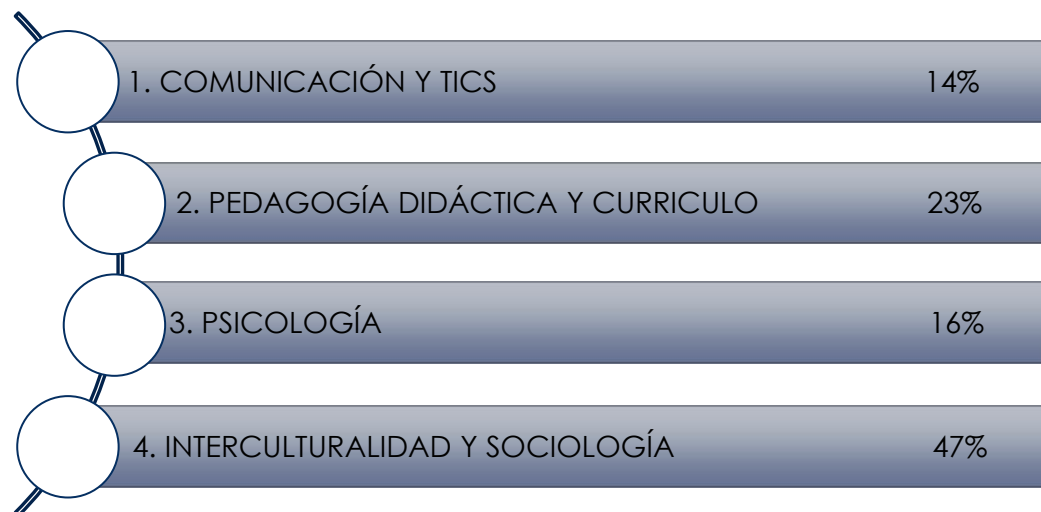 1. COMUNICACIÓN Y TICS 14%
2. PEDAGOGÍA DIDÁCTICA Y CURRICULO 23%
3. PSICOLOGÍA 16%
4. INTERCULTURALIDAD Y SOCIOLOGÍA 47%